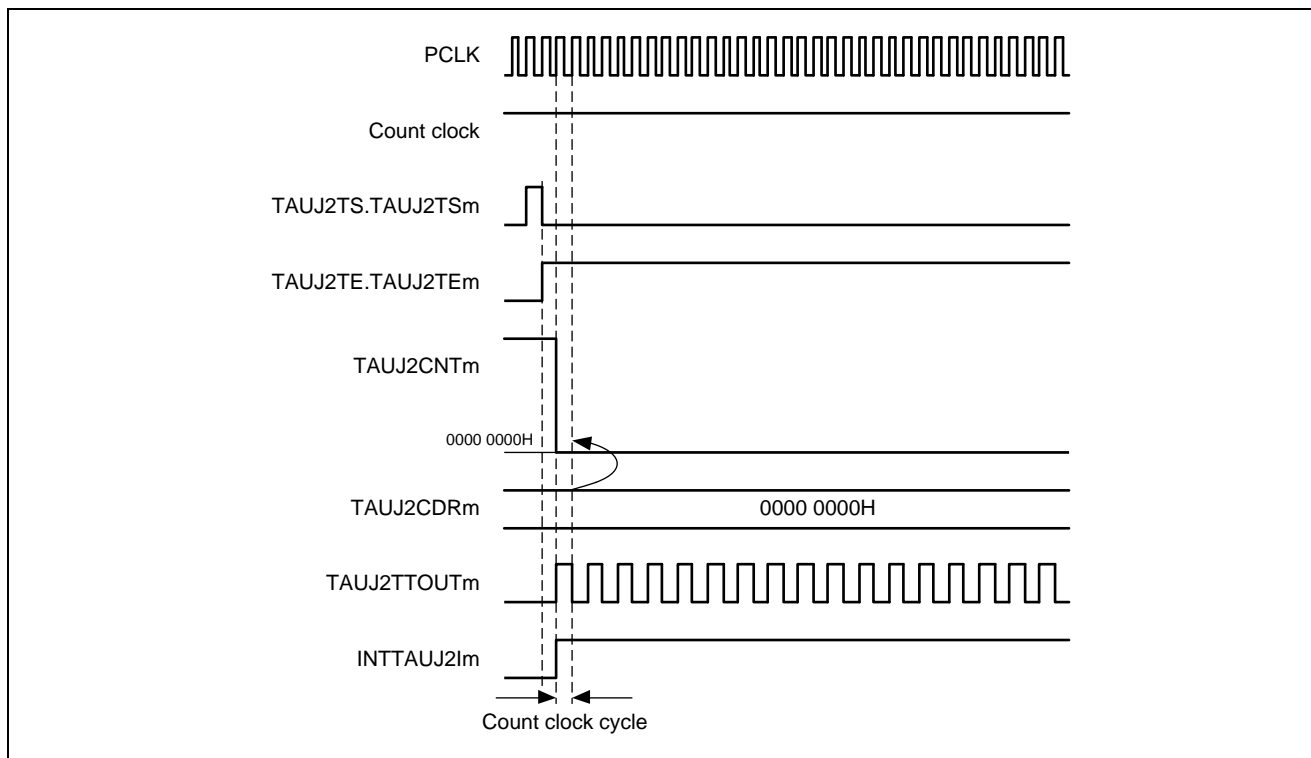 PCLK
Count clock
TAUJ2TS.TAUJ2TSm
TAUJ2TE.TAUJ2TEm
TAUJ2CNTm
0000 0000H
TAUJ2CDRm
0000 0000H
TAUJ2TTOUTm
INTTAUJ2Im
Count clock cycle